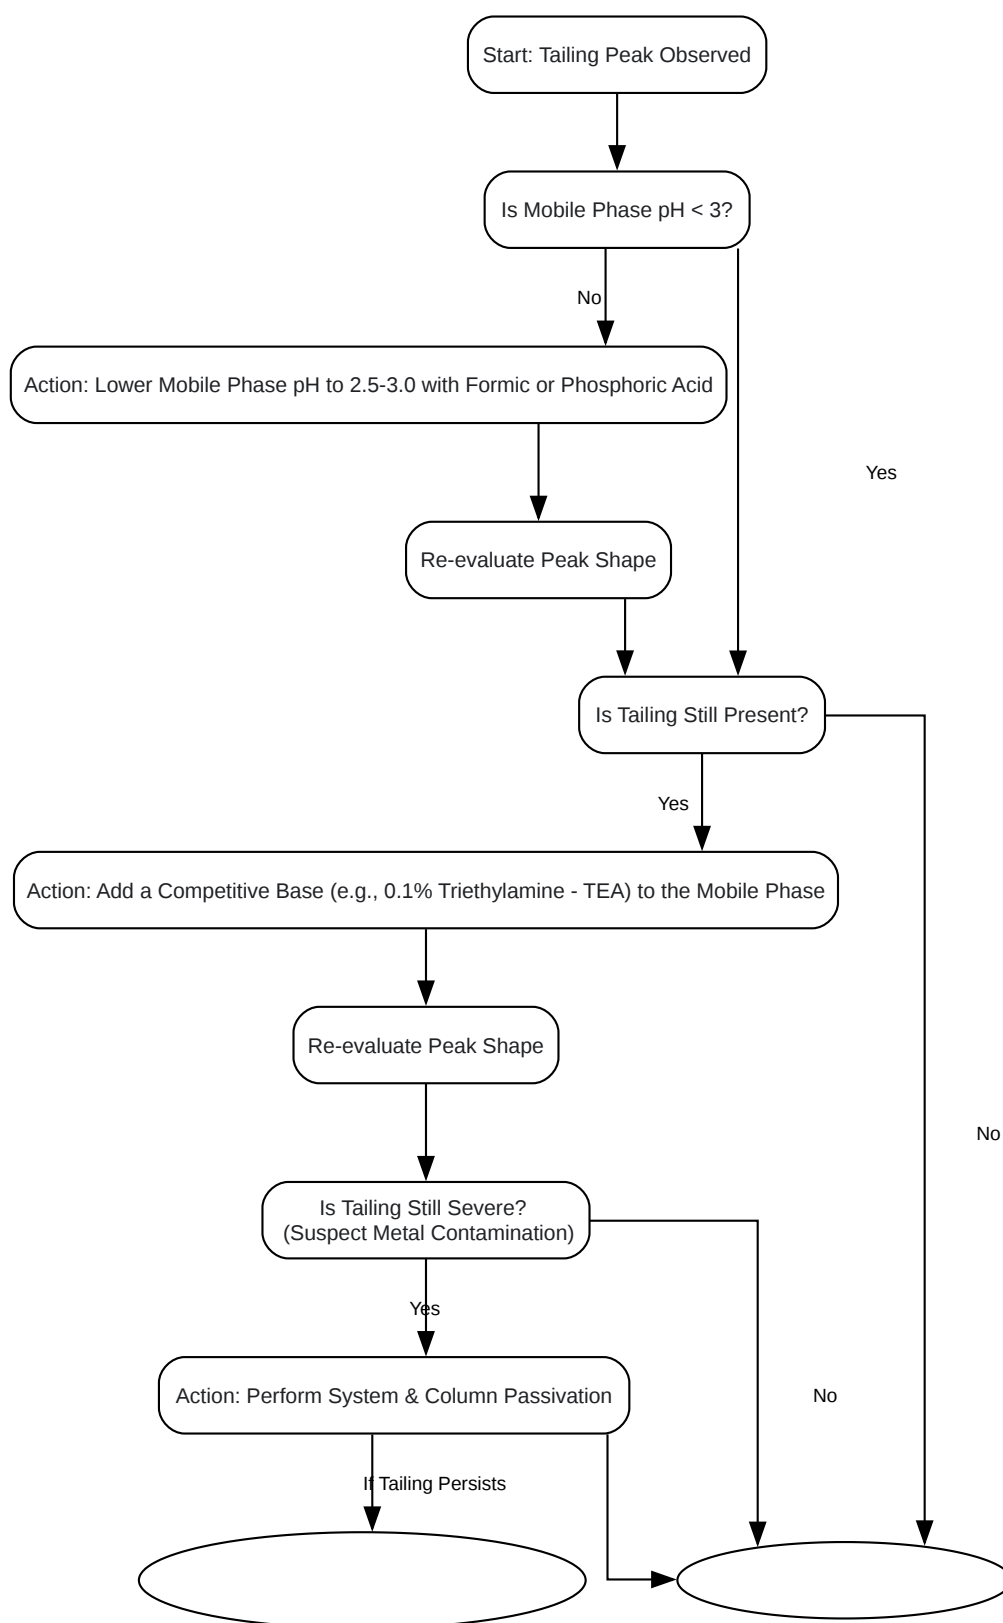 Start: Tailing Peak Observed
Is Mobile Phase pH < 3?
No
Action: Lower Mobile Phase pH to 2.5-3.0 with Formic or Phosphoric Acid
Yes
Re-evaluate Peak Shape
Is Tailing Still Present?
Yes
Action: Add a Competitive Base (e.g., 0.1% Triethylamine - TEA) to the Mobile Phase
Re-evaluate Peak Shape
No
Is Tailing Still Severe?
(Suspect Metal Contamination)
Yes
Action: Perform System & Column Passivation
No
If Tailing Persists